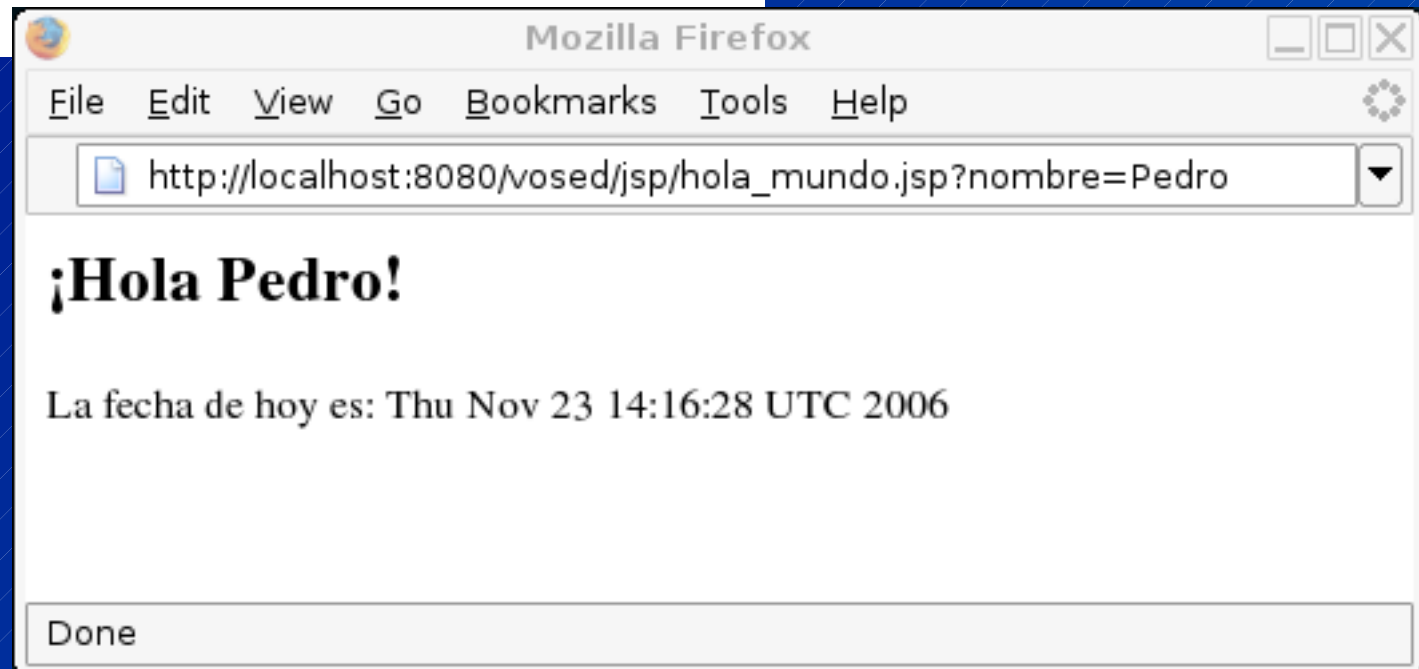 Mozilla Firefox
File Edit View Go Bookmarks Tools Help
http://localhost:8080/vosed/jsp/hola_mundo.jsp?nombre=Pedro
¡Hola Pedro!
La fecha de hoy es: Thu Nov 23 14:16:28 UTC 2006
Done